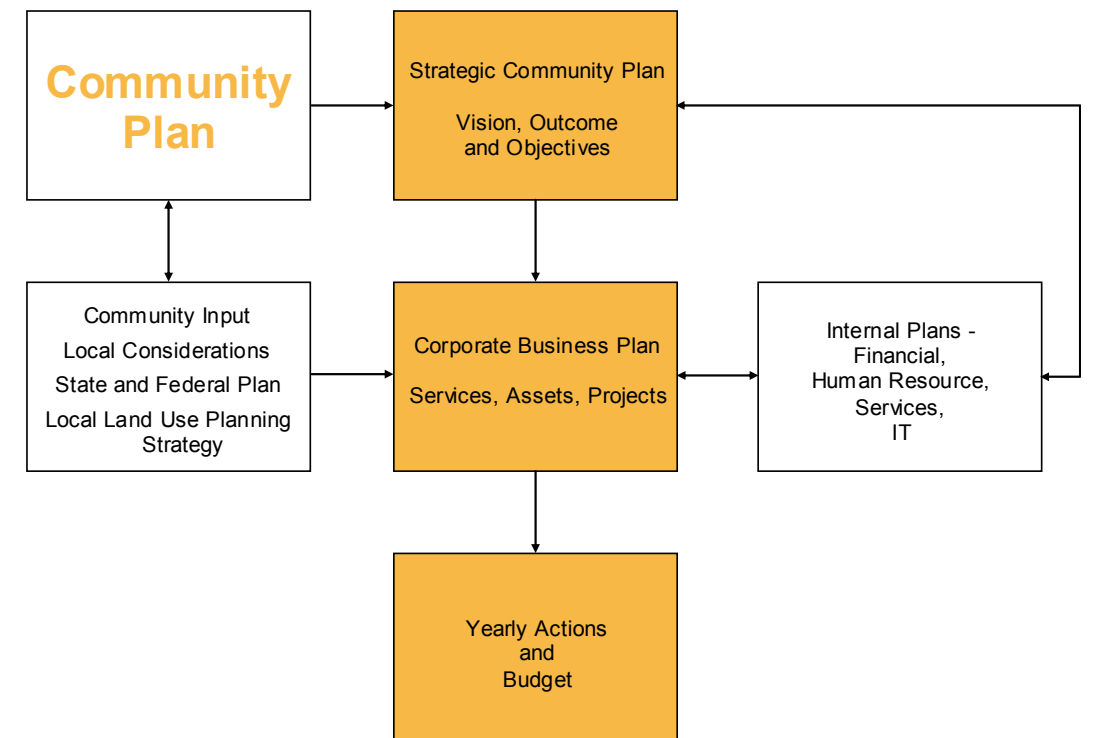 Community
Plan
Strategic Community Plan
Vision, Outcome
and Objectives
Community Input
Local Considerations
State and Federal Plan
Local Land Use Planning
Strategy
Corporate Business Plan
Services, Assets, Projects
Internal Plans -
Financial,
Human Resource,
Services,
IT
Yearly Actions
and
Budget